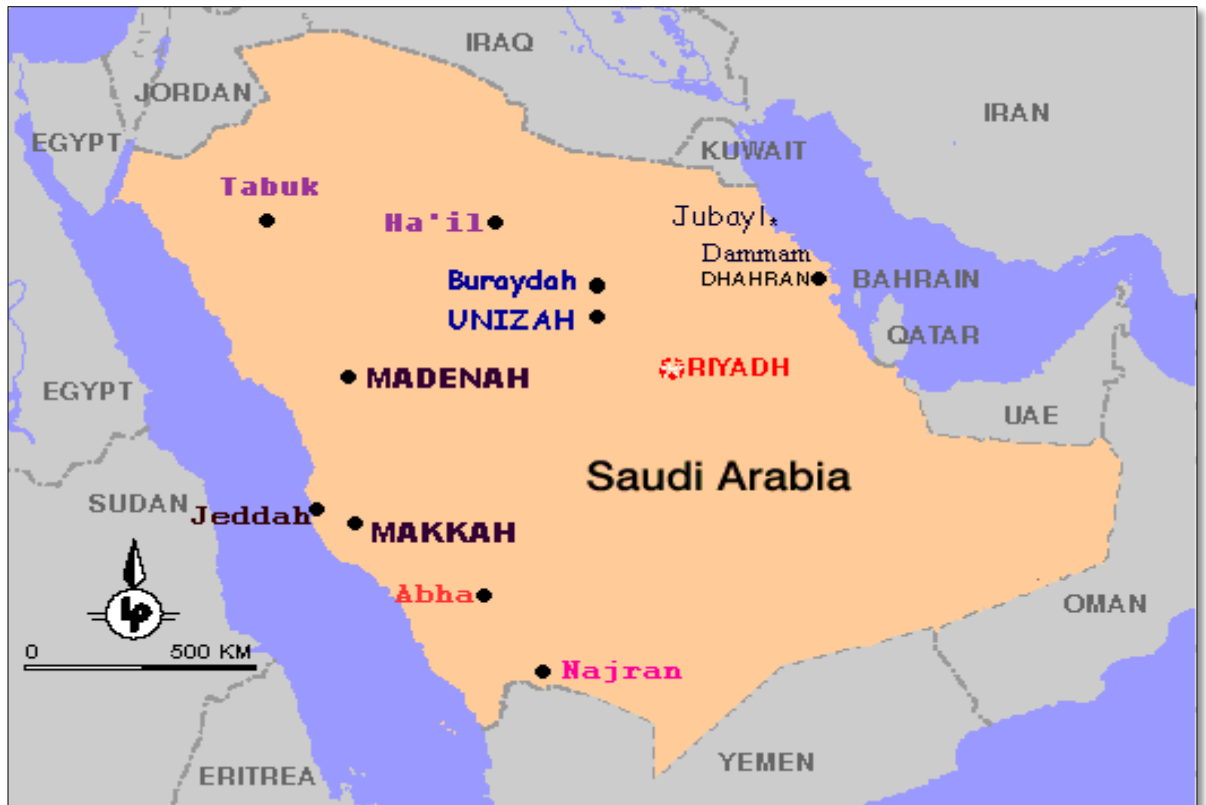 IRAQ
JORDAN
IRAN
EGYPT
KUWAIT
Tabuk
Ha'il
Jubayl
Dammam
DHAHRAN
BAHRAIN
Buraydah
UNIZAH
QATAR
RIYADH
MADENAH
EGYPT
UAE
Saudi Arabia
SUDAN
Jeddah
MAKKAH
Abha
OMAN
LP
0 500 KM
Najran
YEMEN
ERITREA